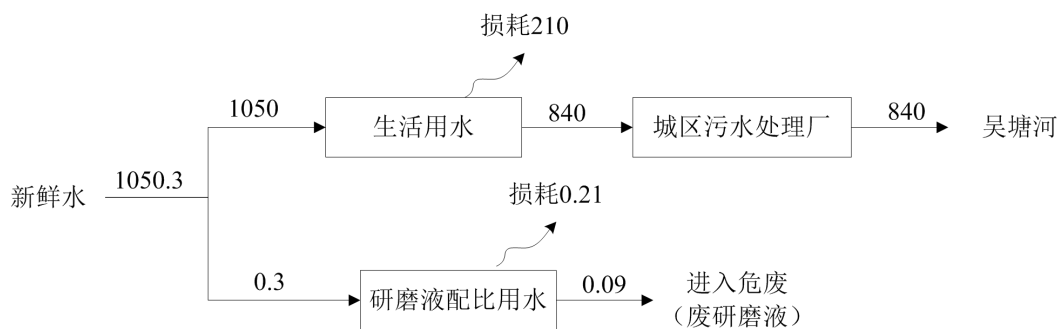 损耗210
1050
生活用水
840
城区污水处理厂
840
吴塘河
新鲜水
1050.3
损耗0.21
0.3
研磨液配比用水
0.09
进入危废
（废研磨液）